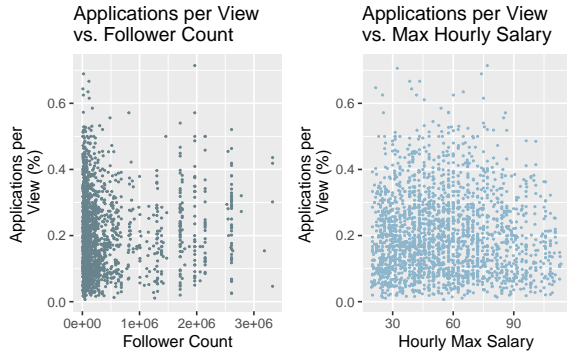 Applications per View
vs. Follower Count
Applications per
View (%)
0.6
0.4
0.2
0.0
0e+00
1e+06
2e+06
3e+06
Follower Count
Applications per View
vs. Max Hourly Salary
Applications per
View (%)
0.6
0.4
0.2
0.0
30
60
90
Hourly Max Salary